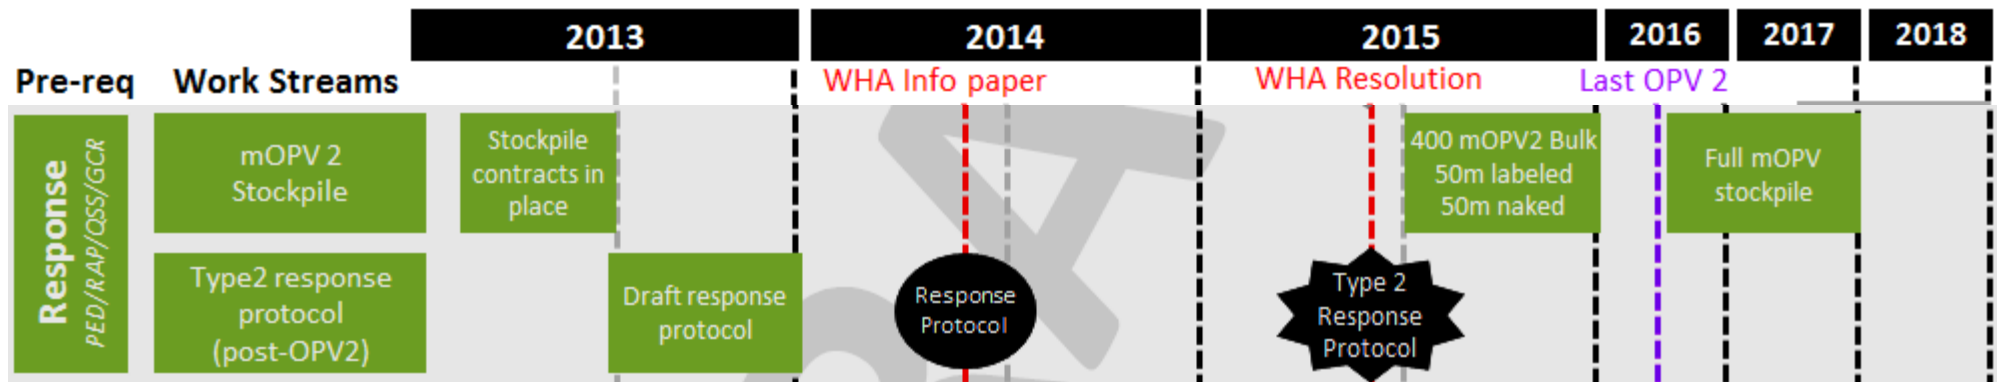 2013 2014 2015 2016 2017 2018
Pre-req Work Streams WHA Info paper WHA Resolution Last OPV 2
Response
PED/RAP/QSS/GCR
mOPV 2
Stockpile
Stockpile
contracts in
place
400 mOPV2 Bulk
50m labeled
50m naked
Full mOPV
stockpile
Type2 response
protocol
(post-OPV2)
Draft response
protocol
Response
Protocol
Type 2
Response
Protocol